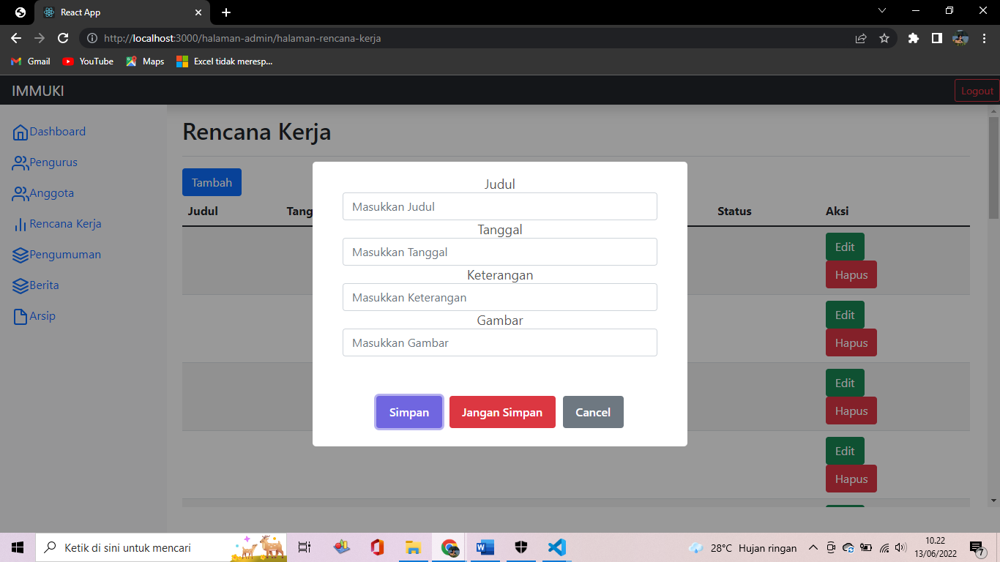 React App
http://localhost:3000/halaman-admin/halaman-rencana-kerja
Gmail YouTube Maps Excel tidak meresp...
IMMUKI Logout
Dashboard
Pengurus
Anggota
Rencana Kerja
Pengumuman
Berita
Arsip
Rencana Kerja
Tambah
Judul Tang Status Aksi
Edit
Hapus
Edit
Hapus
Edit
Hapus
Edit
Hapus
Judul
Masukkan Judul
Tanggal
Masukkan Tanggal
Keterangan
Masukkan Keterangan
Gambar
Masukkan Gambar
Simpan Jangan Simpan Cancel
Ketik di sini untuk mencari
28°C Hujan ringan
10.22
13/06/2022
7